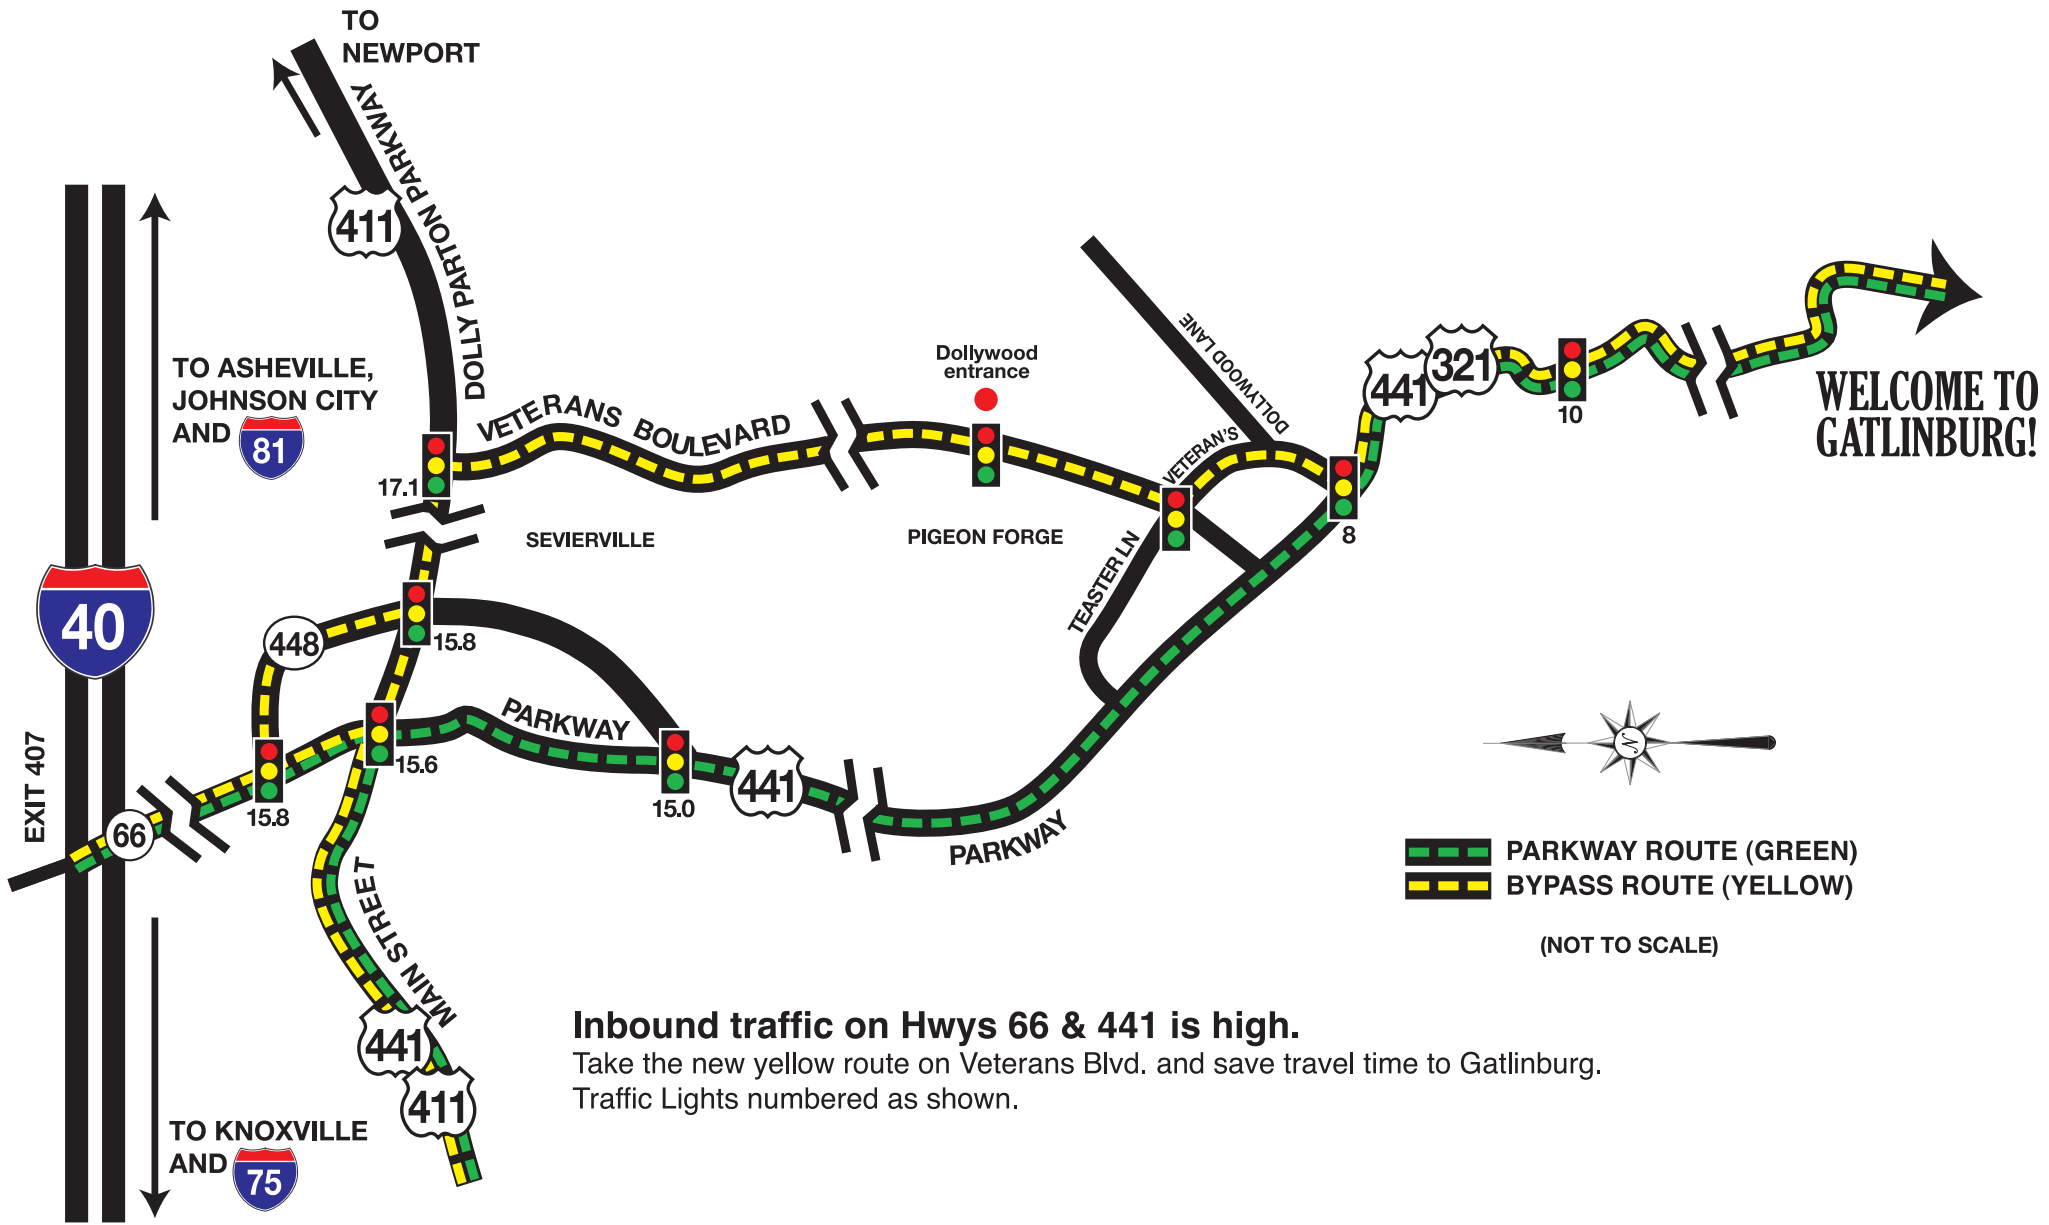 TO
NEWPORT
DOLLY PARTON PARKWAY
411
TO ASHEVILLE,
JOHNSON CITY
AND 81
17.1
VETERANS BOULEVARD
Dollywood
entrance
DOLLYWOOD LANE
DOLLYWOOD
VETERAN'S
441
321
10
WELCOME TO
GATLINBURG!
SEVIERVILLE
PIGEON FORGE
8
TEASTER LN
40
448
15.8
EXIT 407
66
15.8
15.6
PARKWAY
15.0
441
PARKWAY
N
PARKWAY ROUTE (GREEN)
BYPASS ROUTE (YELLOW)
(NOT TO SCALE)
MAIN STREET
441
411
TO KNOXVILLE
AND 75
Inbound traffic on Hwys 66 & 441 is high.
Take the new yellow route on Veterans Blvd. and save travel time to Gatlinburg.
Traffic Lights numbered as shown.